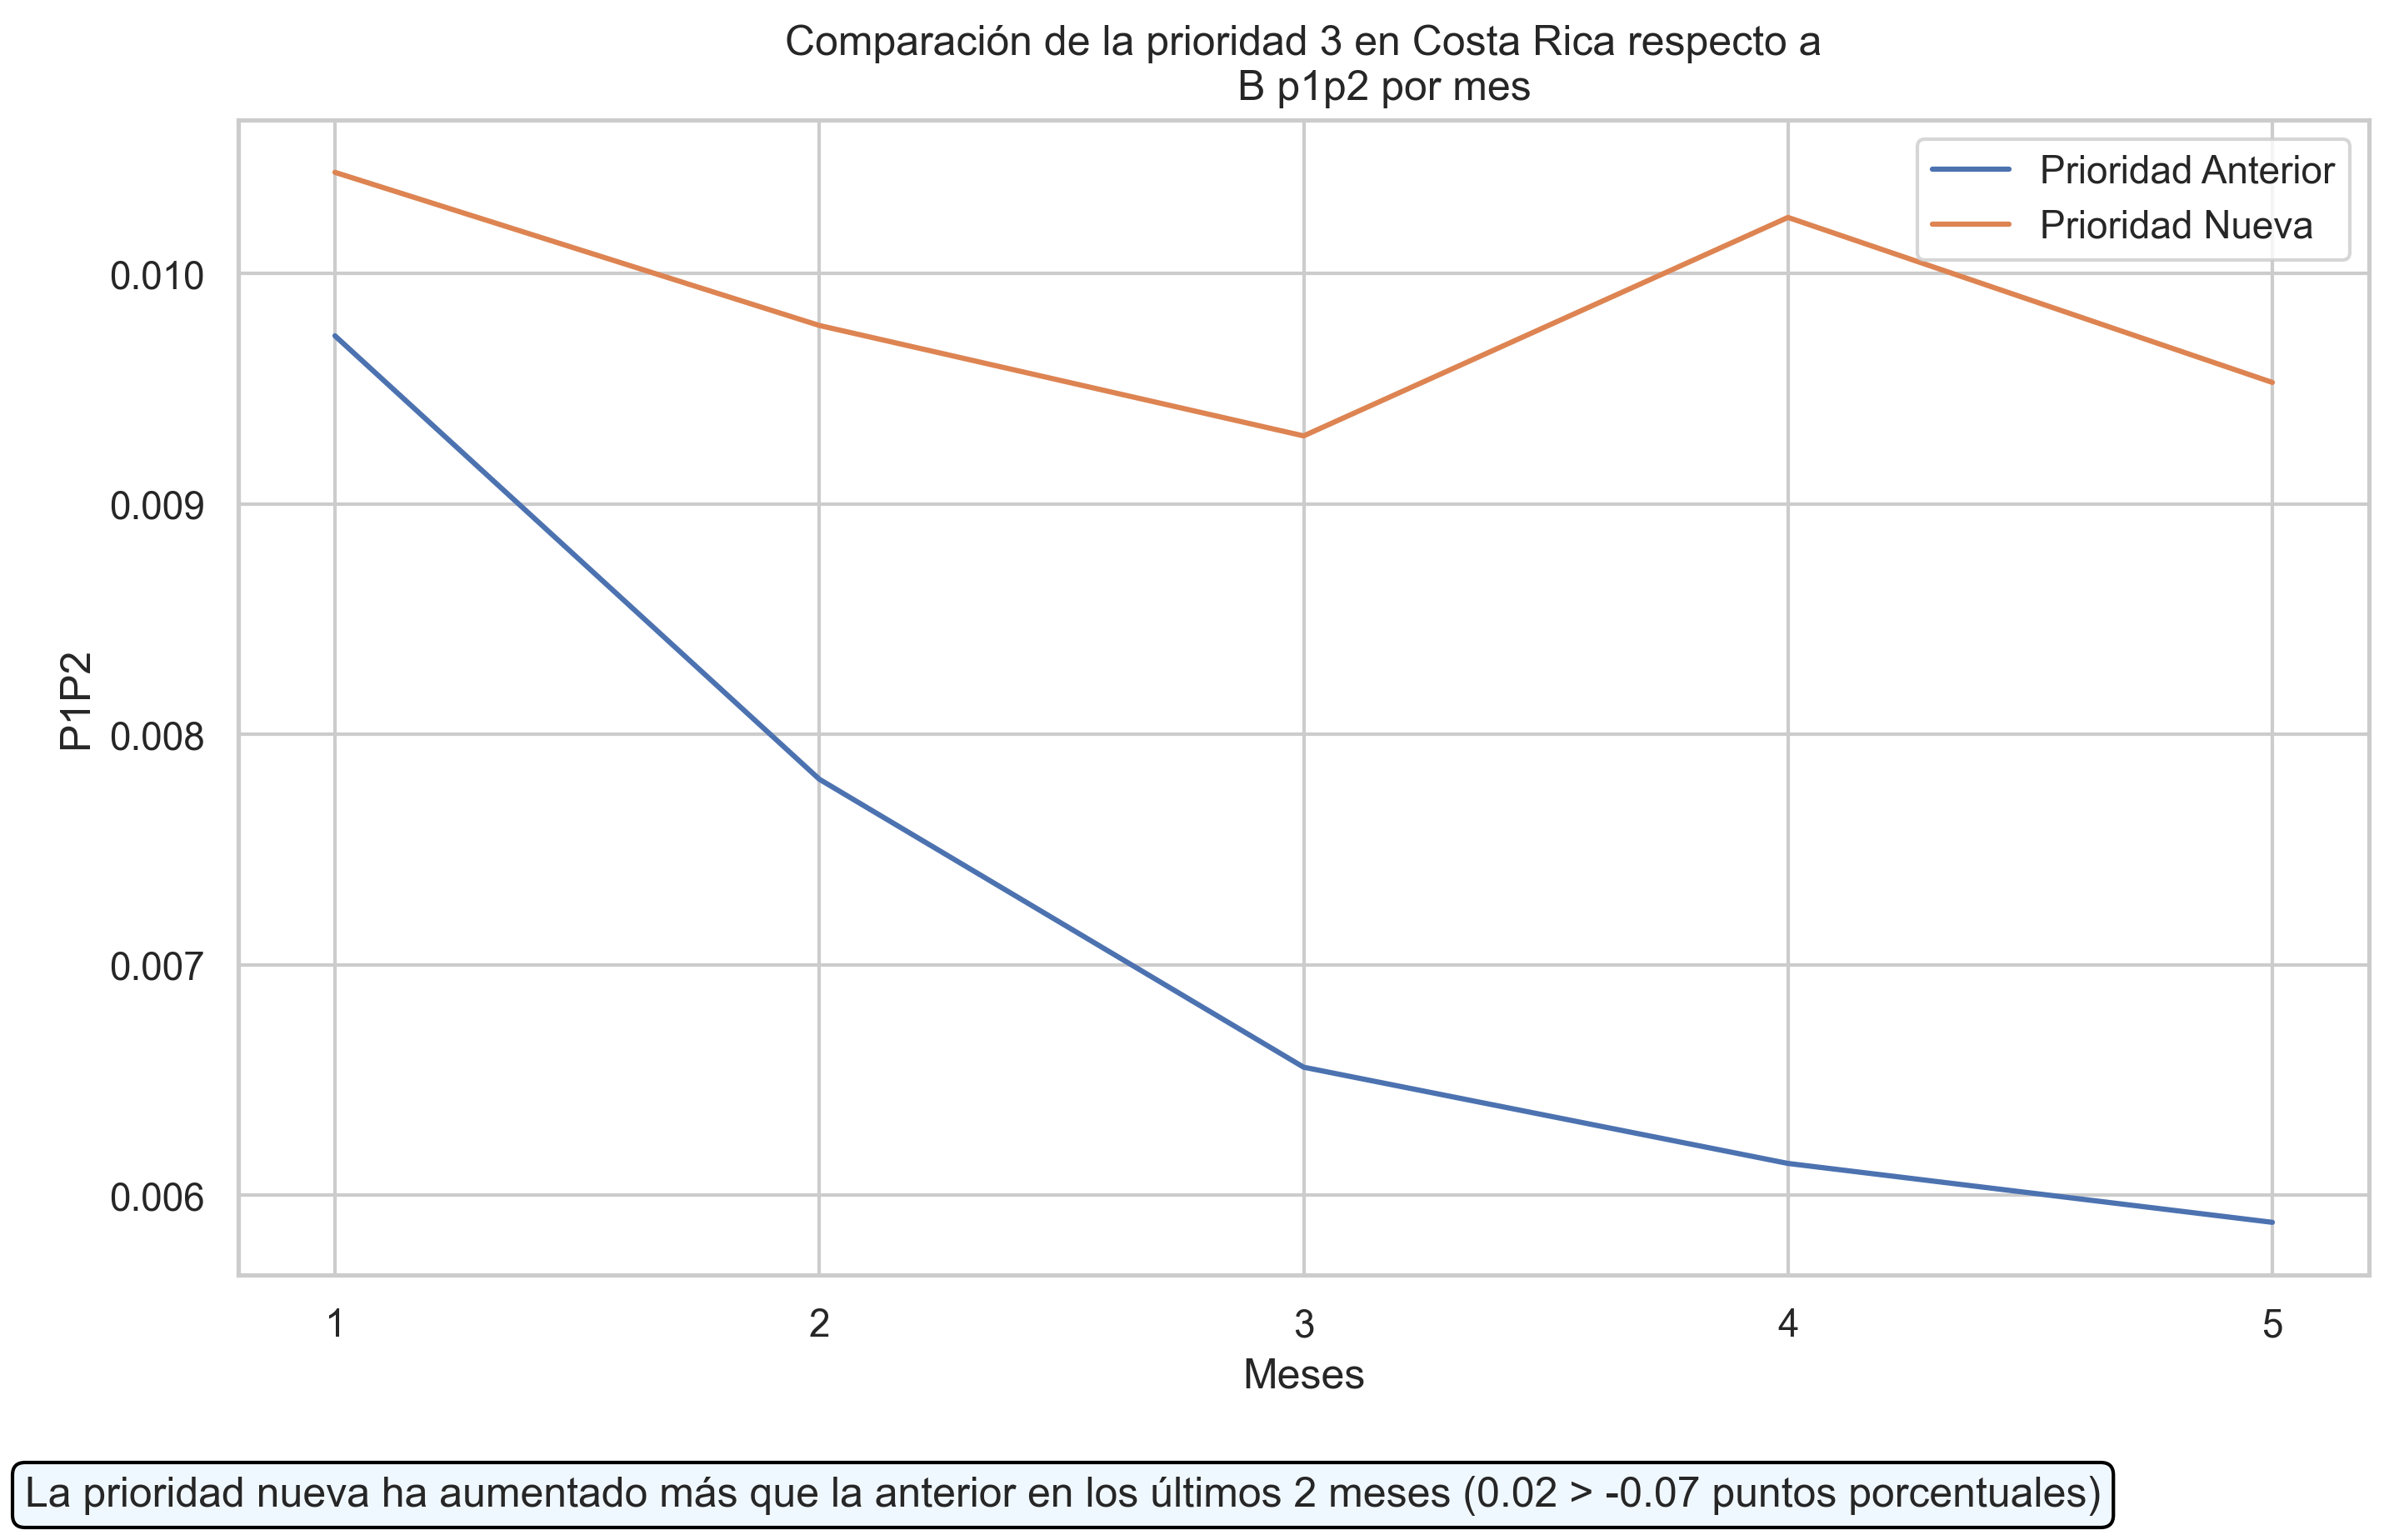 Comparación de la prioridad 3 en Costa Rica respecto a
B p1p2 por mes
Prioridad Anterior
Prioridad Nueva
0.010
0.009
0.008
0.007
0.006
P1P2
1 2 3 4 5
Meses
La prioridad nueva ha aumentado más que la anterior en los últimos 2 meses (0.02 > -0.07 puntos porcentuales)